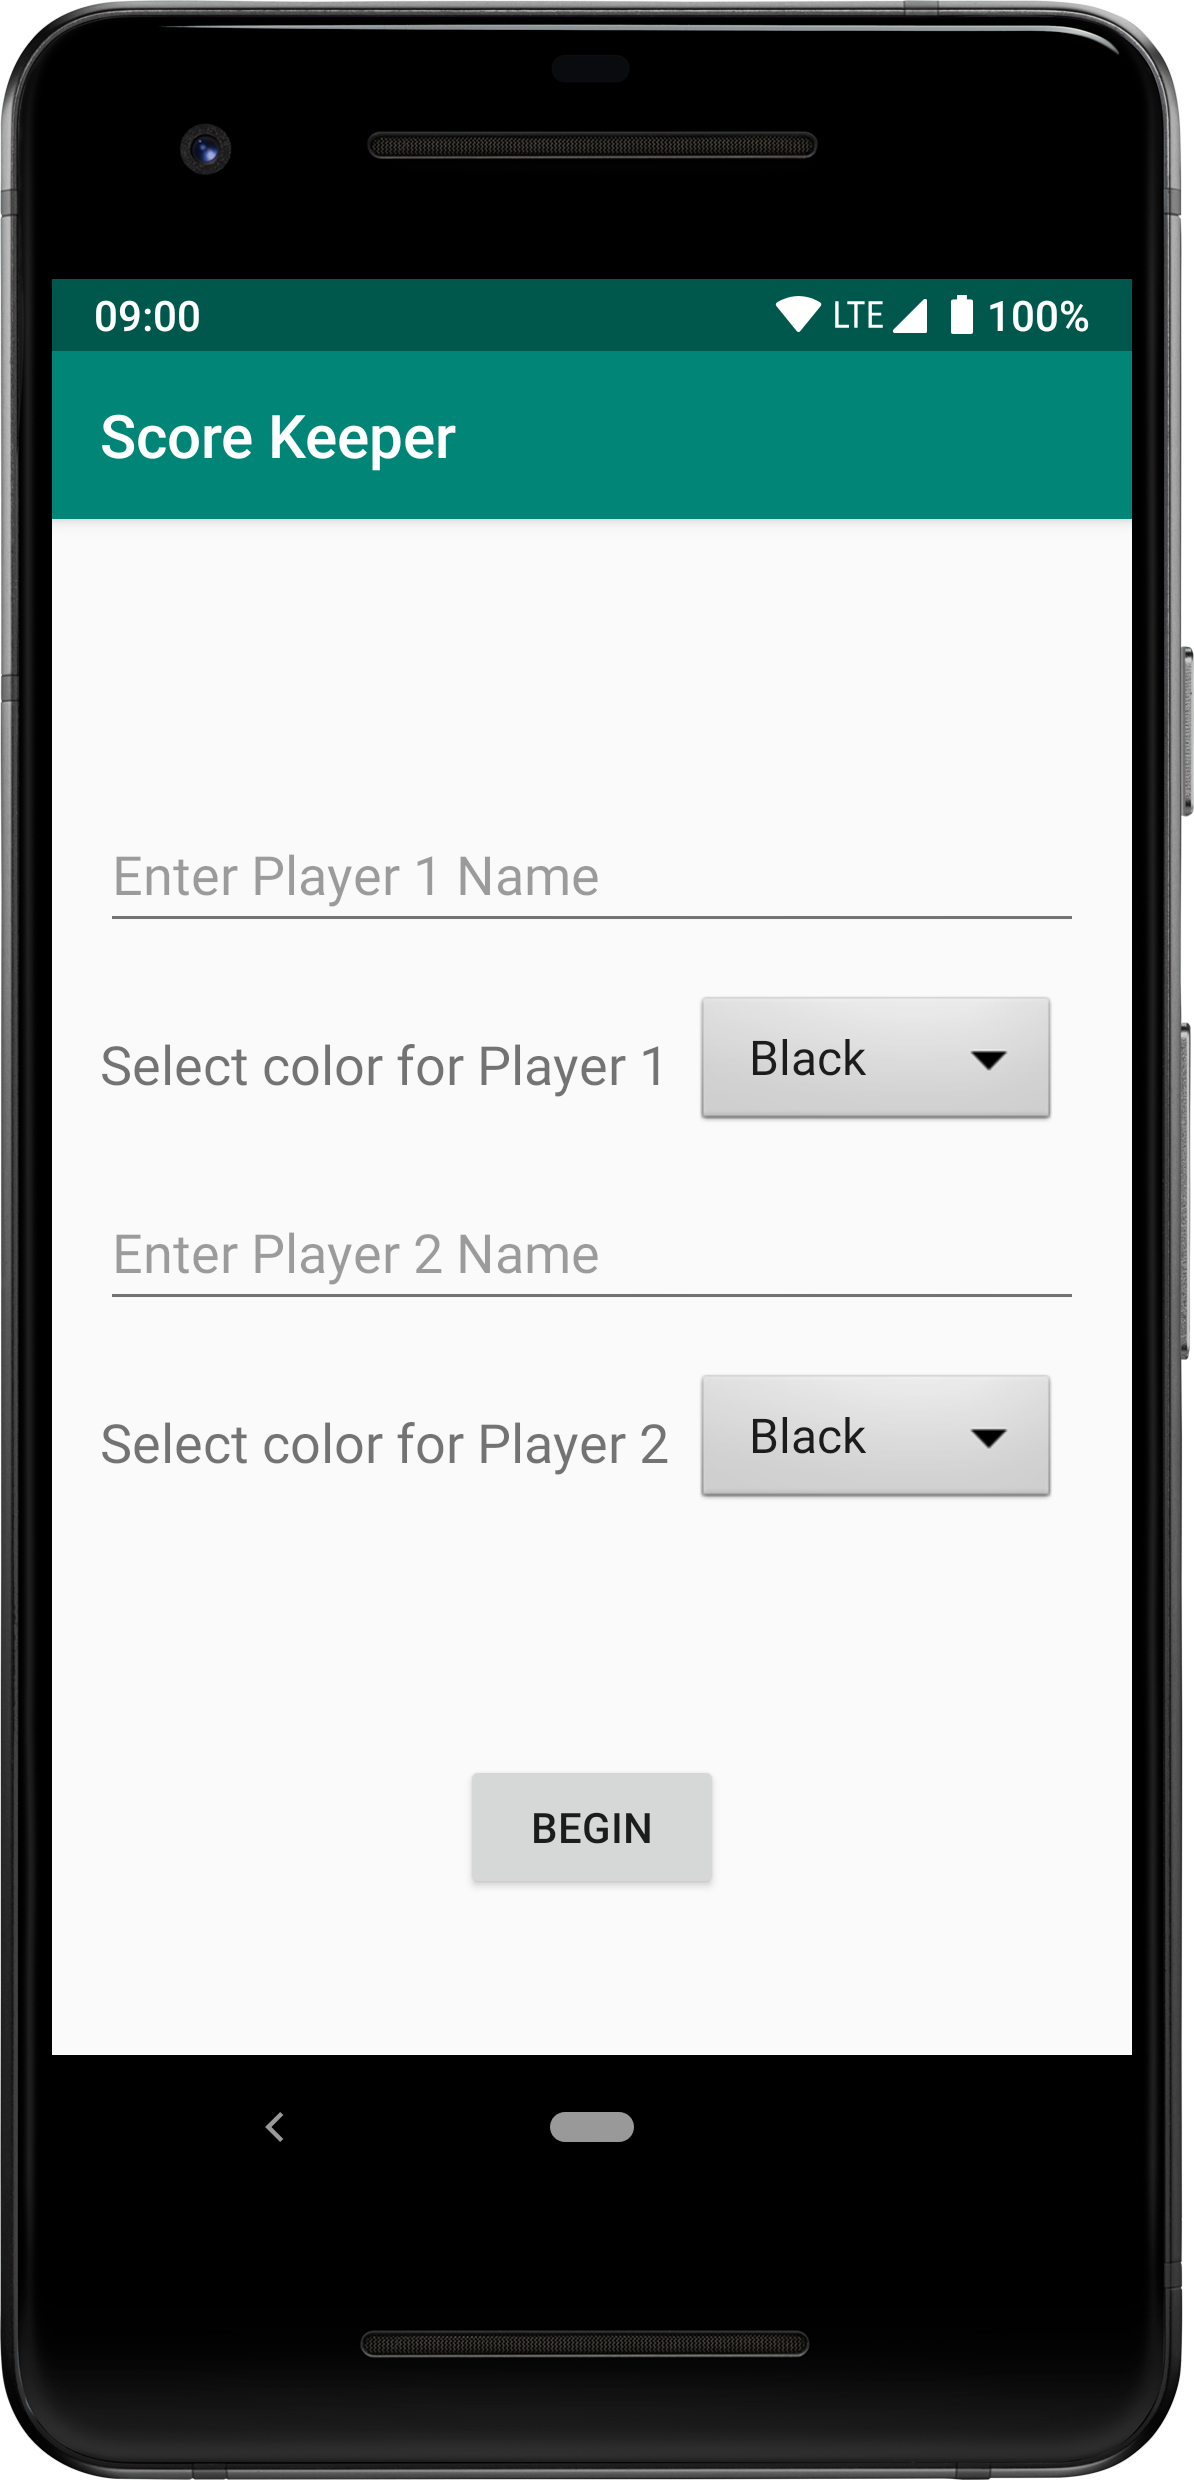 09:00 LTE 100%
Score Keeper
Enter Player 1 Name
Select color for Player 1 Black
Enter Player 2 Name
Select color for Player 2 Black
BEGIN